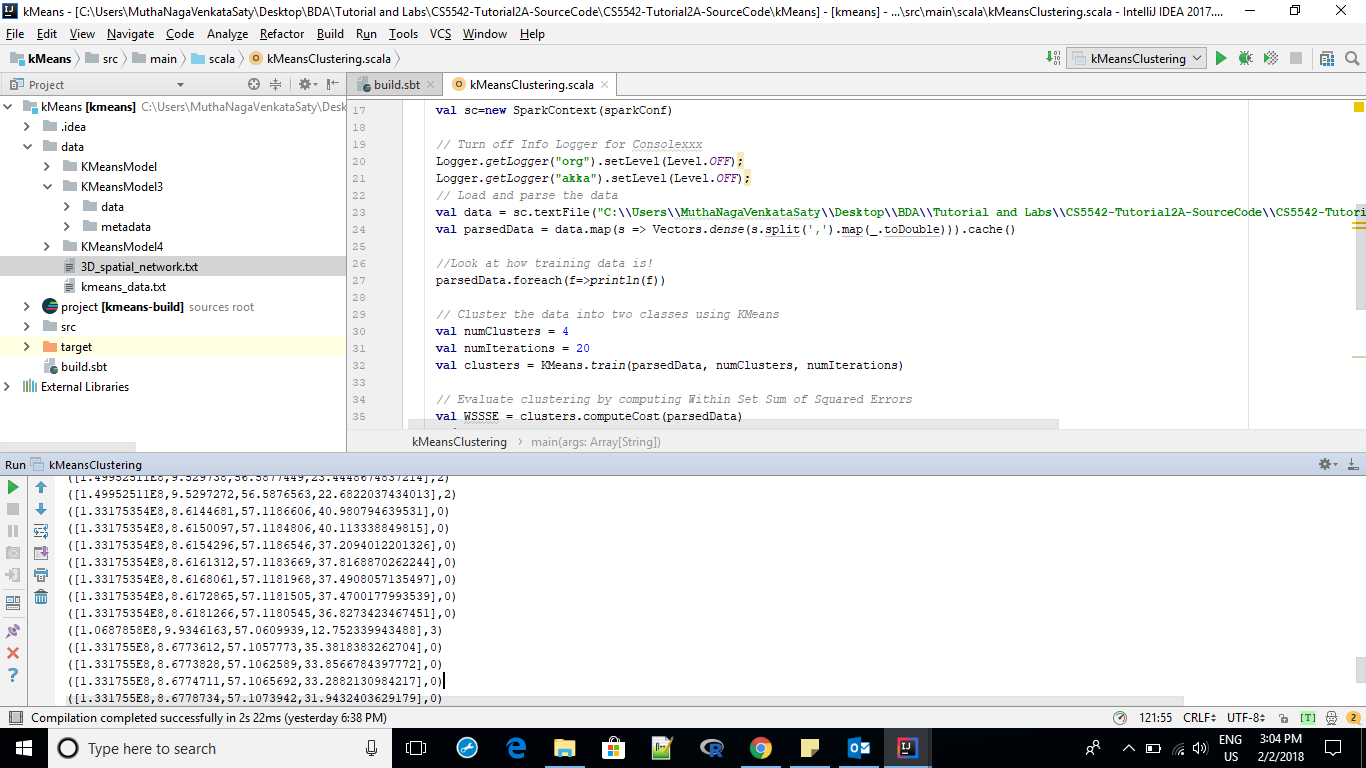 kMeans - [C:\Users\MuthaNagaVenkataSaty\Desktop\BDA\Tutorial and Labs\CS5542-Tutorial2A-SourceCode\CS5542-Tutorial2A-SourceCode\kMeans] - [kmeans] - ...\src\main\scala\kMeansClustering.scala - IntelliJ IDEA 2017....
File Edit View Navigate Code Analyze Refactor Build Run Tools VCS Window Help
kMeans src main scala kMeansClustering.scala
kMeansClustering
Project
build.sbt kMeansClustering.scala
kMeans [kmeans] C:\Users\MuthaNagaVenkataSaty\Desk
.idea
data
KMeansModel
KMeansModel3
data
metadata
KMeansModel4
3D_spatial_network.txt
kmeans_data.txt
project [kmeans-build] sources root
src
target
build.sbt
External Libraries
17 val sc=new SparkContext(sparkConf)
18
19 // Turn off Info Logger for Consolexxx
20 Logger.getLogger("org").setLevel(Level.OFF);
21 Logger.getLogger("akka").setLevel(Level.OFF);
22 // Load and parse the data
23 val data = sc.textFile("C:\\Users\\MuthaNagaVenkataSaty\\Desktop\\BDA\\Tutorial and Labs\\CS5542-Tutorial2A-SourceCode\\CS5542-Tutori
24 val parsedData = data.map(s => Vectors.dense(s.split(',').map(_.toDouble))).cache()
25
26 //Look at how training data is!
27 parsedData.foreach(f=>println(f))
28
29 // Cluster the data into two classes using KMeans
30 val numClusters = 4
31 val numIterations = 20
32 val clusters = KMeans.train(parsedData, numClusters, numIterations)
33
34 // Evaluate clustering by computing Within Set Sum of Squared Errors
35 val WSSSE = clusters.computeCost(parsedData)
kMeansClustering main(args: Array[String])
Run kMeansClustering
([1.49952511E8,9.529738,56.5877449,23.4448674837214],2)
([1.49952511E8,9.5297272,56.5876563,22.6822037434013],2)
([1.33175354E8,8.6144681,57.1186606,40.980794639531],0)
([1.33175354E8,8.6150097,57.1184806,40.113338849815],0)
([1.33175354E8,8.6154296,57.1186546,37.2094012201326],0)
([1.33175354E8,8.6161312,57.1183669,37.8168870262244],0)
([1.33175354E8,8.6168061,57.1181968,37.4908057135497],0)
([1.33175354E8,8.6172865,57.1181505,37.4700177993539],0)
([1.33175354E8,8.6181266,57.1180545,36.8273423467451],0)
([1.0687858E8,9.9346163,57.0609939,12.752339943488],3)
([1.331755E8,8.6773612,57.1057773,35.3818383262704],0)
([1.331755E8,8.6773828,57.1062589,33.8566784397772],0)
([1.331755E8,8.6774711,57.1065692,33.2882130984217],0)
([1.331755E8,8.6778734,57.1073942,31.9432403629179],0)
Compilation completed successfully in 2s 22ms (yesterday 6:38 PM)
121:55 CRLF UTF-8 [T] 2
Type here to search
ENG
US
3:04 PM
2/2/2018